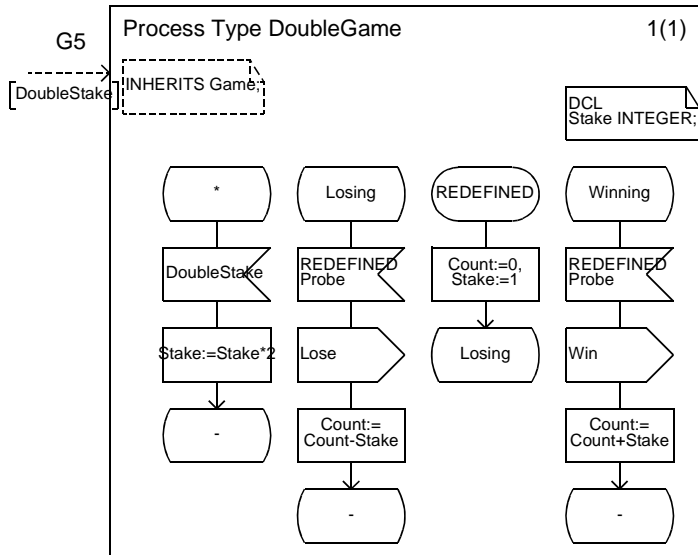 Process Type DoubleGame
1(1)
G5
[DoubleStake]
INHERITS Game;
DCL
Stake INTEGER;
*
Losing
REDEFINED
Winning
DoubleStake
REDEFINED
Probe
Count:=0,
Stake:=1
REDEFINED
Probe
Stake:=Stake*2
Lose
Losing
Win
-
Count:=
Count-Stake
Count:=
Count+Stake
-
-